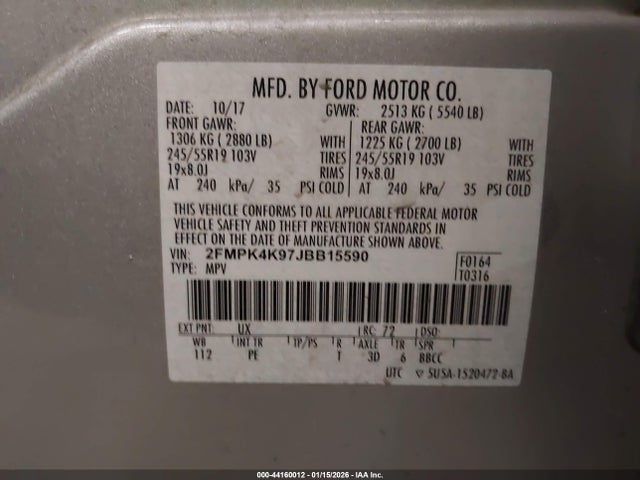 MFD. BY FORD MOTOR CO.
DATE: 10/17 GVWR: 2513 KG ( 5540 LB)
FRONT GAWR: REAR GAWR:
1306 KG ( 2880 LB) WITH 1225 KG ( 2700 LB) WITH
245/55R19 103V TIRES 245/55R19 103V TIRES
19x8.0J RIMS 19x8.0J RIMS
AT 240 kPa/ 35 PSI COLD AT 240 kPa/ 35 PSI COLD
THIS VEHICLE CONFORMS TO ALL APPLICABLE FEDERAL MOTOR
VEHICLE SAFETY AND THEFT PREVENTION STANDARDS IN
EFFECT ON THE DATE OF MANUFACTURE SHOWN ABOVE.
VIN: 2FMPK4K97JBB15590 F0164
TYPE: MPV T0316
EXT PNT: UX RC: 72 DSO:
WB INT TR TP/PS R AXLE TR SPR
112 PE T 3D 6 BBCC
UTC ▽ 5USA-1520472-BA
000-44160012 - 01/15/2026 - IAA Inc.